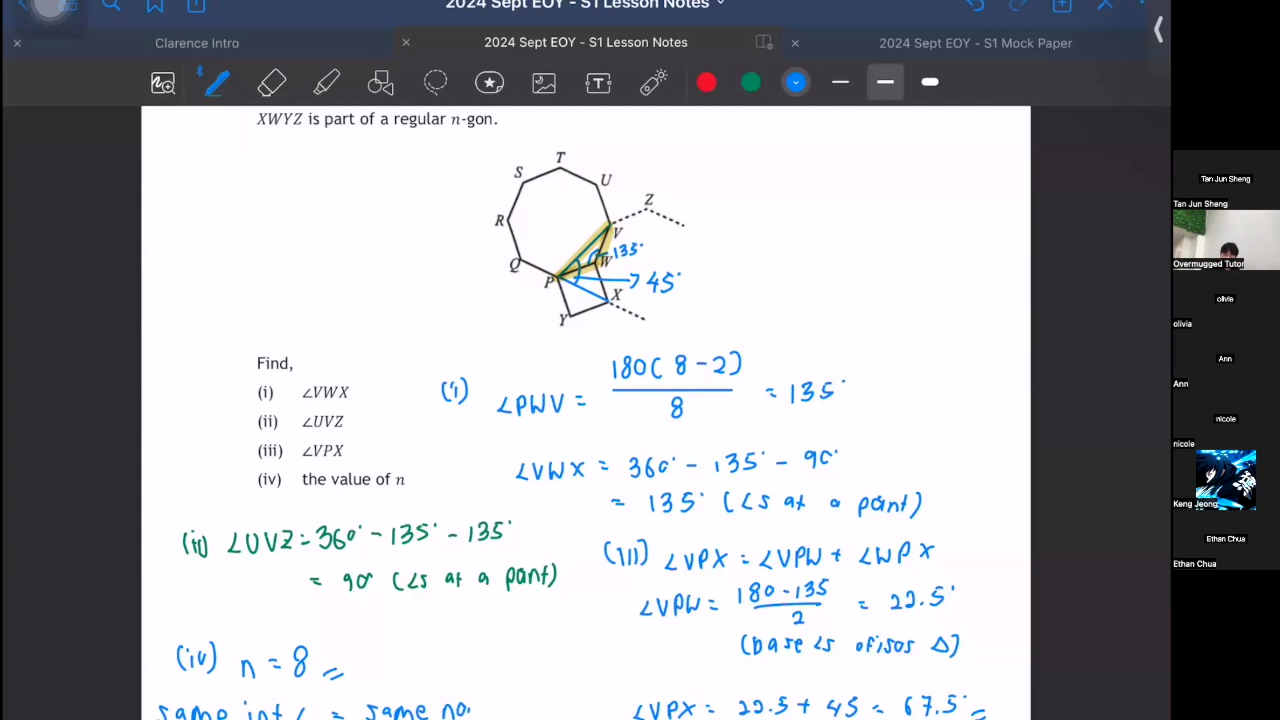 2024 Sept EOY - S1 Lesson Notes
Clarence Intro
2024 Sept EOY - S1 Lesson Notes
2024 Sept EOY - S1 Mock Paper
XWYZ is part of a regular n-gon.
T
S
U
Z
R
V
135°
Q
W
P
45°
X
Y
Find,
(i) ∠VWX
(ii) ∠UVZ
(iii) ∠VPX
(iv) the value of n
(i) ∠PWV = 180(8-2) / 8 = 135°
∠VWX = 360° - 135° - 90°
= 135° (∠s at a point)
(ii) ∠UVZ = 360° - 135° - 135°
= 90° (∠s at a point)
(iii) ∠VPX = ∠VPW + ∠WPX
∠VPW = 180-135 / 2 = 22.5°
(base ∠s of isos Δ)
(iv) n = 8
same int ∠ = same no.
∠VPX = 22.5 + 45 = 67.5°
Tan Jun Sheng
Tan Jun Sheng
Overmugged Tutor
olivia
olivia
Ann
Ann
nicole
nicole
Keng Jeong
Ethan Chua
Ethan Chua